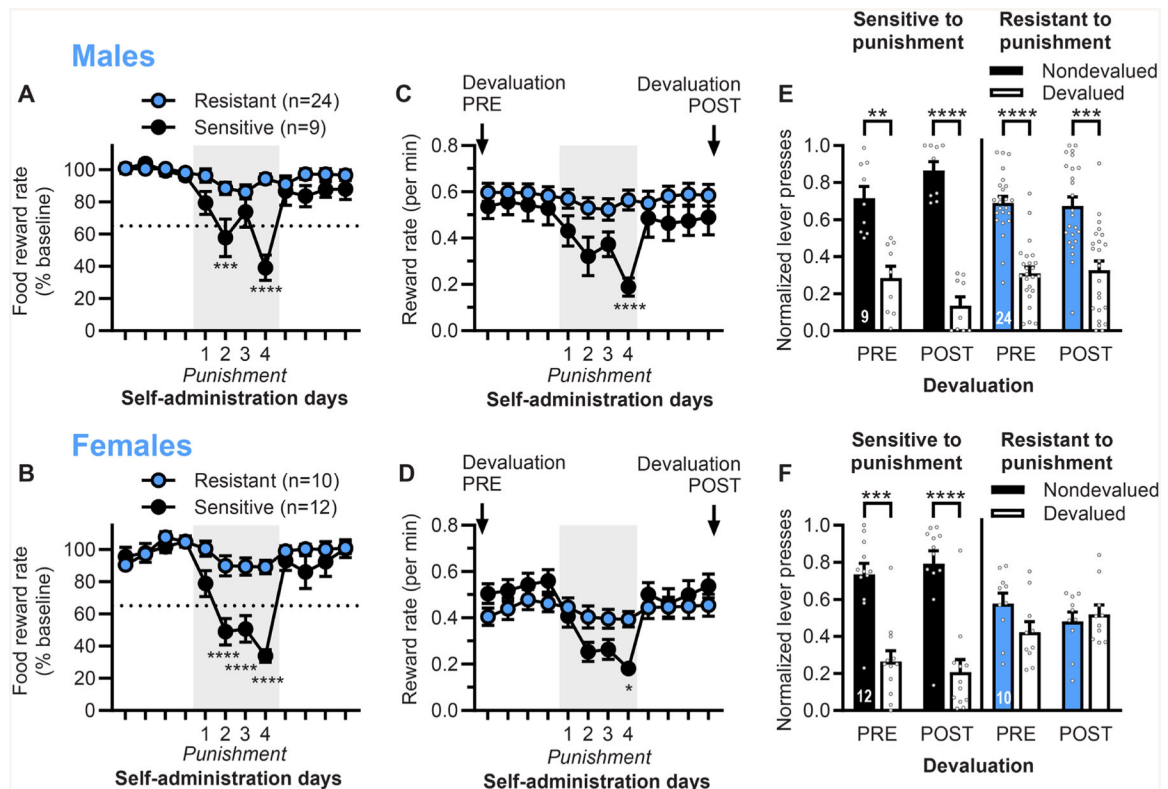 Males
A
Resistant (n=24)
Sensitive (n=9)
Food reward rate
(% baseline)
100
80
60
40
20
0
***
****
1 2 3 4
Punishment
Self-administration days
C
Devaluation
PRE
Devaluation
POST
Reward rate (per min)
0.8
0.6
0.4
0.2
0.0
****
1 2 3 4
Punishment
Self-administration days
Sensitive to
punishment
Resistant to
punishment
E
Nondevalued
Devalued
** **** **** ***
Normalized lever presses
1.0
0.8
0.6
0.4
0.2
0.0
9
24
PRE POST PRE POST
Devaluation
Females
B
Resistant (n=10)
Sensitive (n=12)
Food reward rate
(% baseline)
100
80
60
40
20
0
****
****
****
1 2 3 4
Punishment
Self-administration days
D
Devaluation
PRE
Devaluation
POST
Reward rate (per min)
0.8
0.6
0.4
0.2
0.0
*
1 2 3 4
Punishment
Self-administration days
Sensitive to
punishment
Resistant to
punishment
F
Nondevalued
Devalued
*** ****
Normalized lever presses
1.0
0.8
0.6
0.4
0.2
0.0
12
10
PRE POST PRE POST
Devaluation